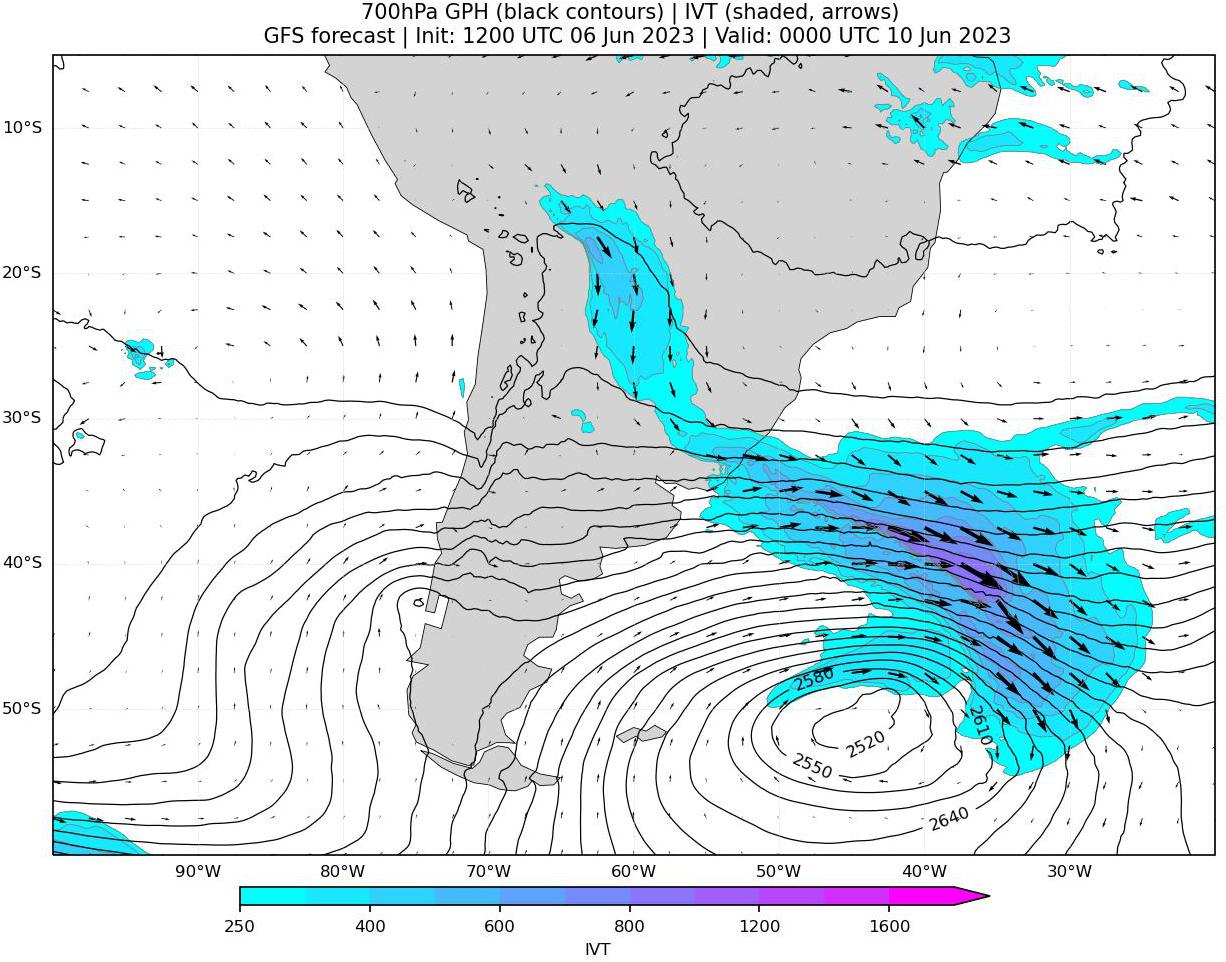 700hPa GPH (black contours) | IVT (shaded, arrows)
GFS forecast | Init: 1200 UTC 06 Jun 2023 | Valid: 0000 UTC 10 Jun 2023
10°S
20°S
30°S
40°S
50°S
2580
2610
2520
2550
2640
90°W 80°W 70°W 60°W 50°W 40°W 30°W
250 400 600 800 1200 1600
IVT